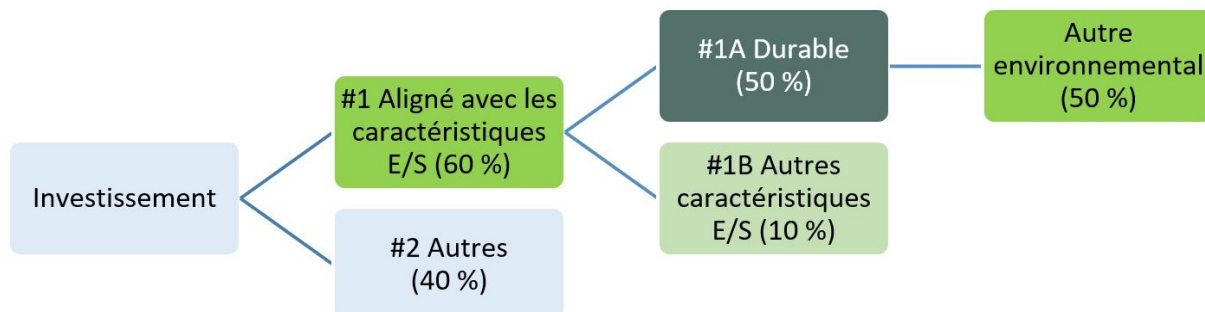 Investissement
#1 Aligné avec les
caractéristiques
E/S (60 %)
#2 Autres
(40 %)
#1A Durable
(50 %)
#1B Autres
caractéristiques
E/S (10 %)
Autre
environnemental
(50 %)